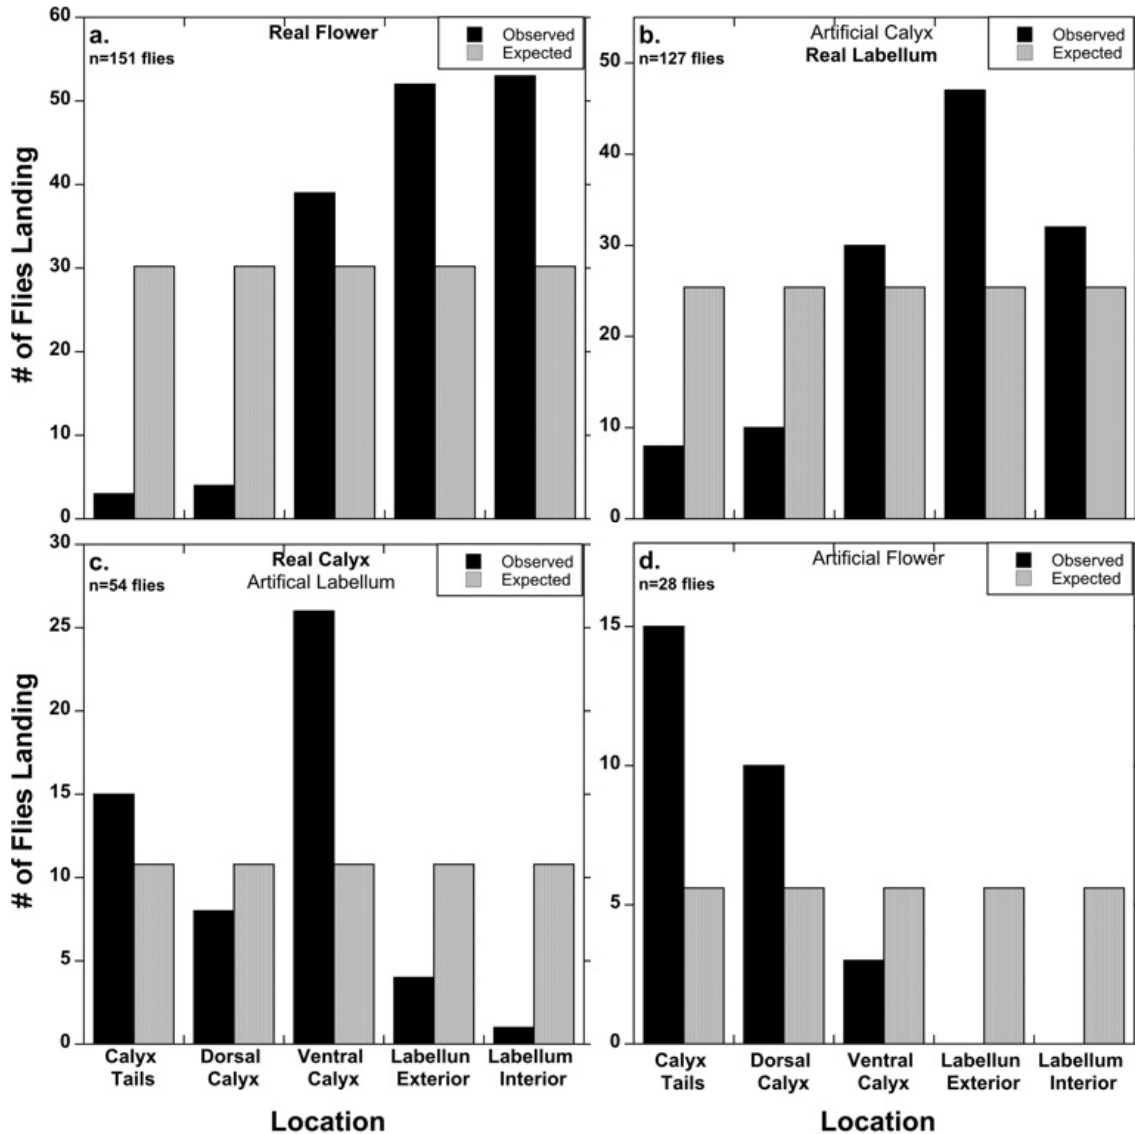 a.
Real Flower
n=151 flies
Observed
Expected
60
50
40
30
20
10
0
# of Flies Landing
b.
Artificial Calyx
Real Labellum
n=127 flies
Observed
Expected
50
40
30
20
10
0
c.
Real Calyx
Artifical Labellum
n=54 flies
Observed
Expected
30
25
20
15
10
5
0
# of Flies Landing
Calyx Tails
Dorsal Calyx
Ventral Calyx
Labellun Exterior
Labellum Interior
Location
d.
Artificial Flower
n=28 flies
Observed
Expected
15
10
5
0
Calyx Tails
Dorsal Calyx
Ventral Calyx
Labellun Exterior
Labellum Interior
Location